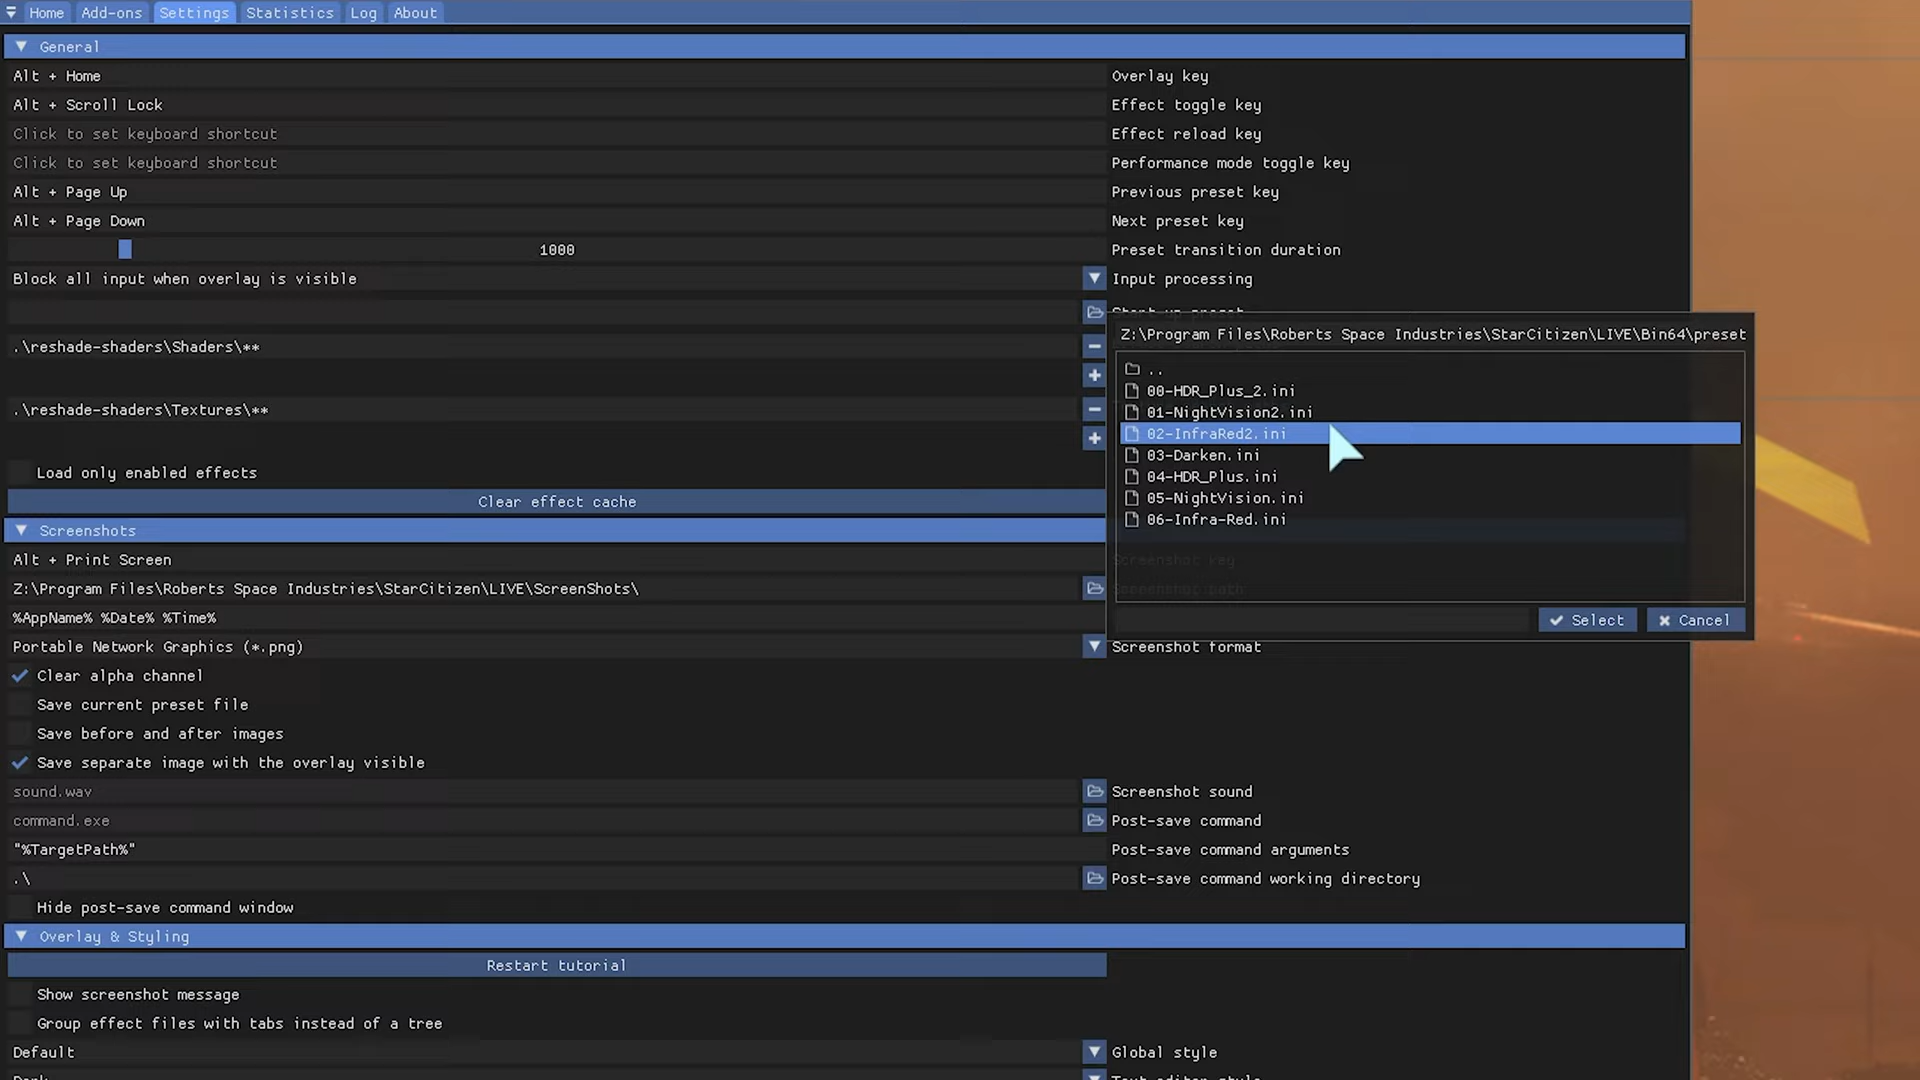 Home Add-ons Settings Statistics Log About
General
Alt + Home Overlay key
Alt + Scroll Lock Effect toggle key
Click to set keyboard shortcut Effect reload key
Click to set keyboard shortcut Performance mode toggle key
Alt + Page Up Previous preset key
Alt + Page Down Next preset key
1000 Preset transition duration
Block all input when overlay is visible Input processing
Start-up preset
Z:\Program Files\Roberts Space Industries\StarCitizen\LIVE\Bin64\preset
.\reshade-shaders\Shaders\**
..
00-HDR_Plus_2.ini
.\reshade-shaders\Textures\**
01-NightVision2.ini
02-InfraRed2.ini
03-Darken.ini
Load only enabled effects
04-HDR_Plus.ini
Clear effect cache
05-NightVision.ini
06-Infra-Red.ini
Screenshots
Alt + Print Screen Screenshot key
Z:\Program Files\Roberts Space Industries\StarCitizen\LIVE\ScreenShots\ Screenshot path
%AppName% %Date% %Time%
Select Cancel
Portable Network Graphics (*.png) Screenshot format
Clear alpha channel
Save current preset file
Save before and after images
Save separate image with the overlay visible
sound.wav Screenshot sound
command.exe Post-save command
"%TargetPath%" Post-save command arguments
.\ Post-save command working directory
Hide post-save command window
Overlay & Styling
Restart tutorial
Show screenshot message
Group effect files with tabs instead of a tree
Default Global style